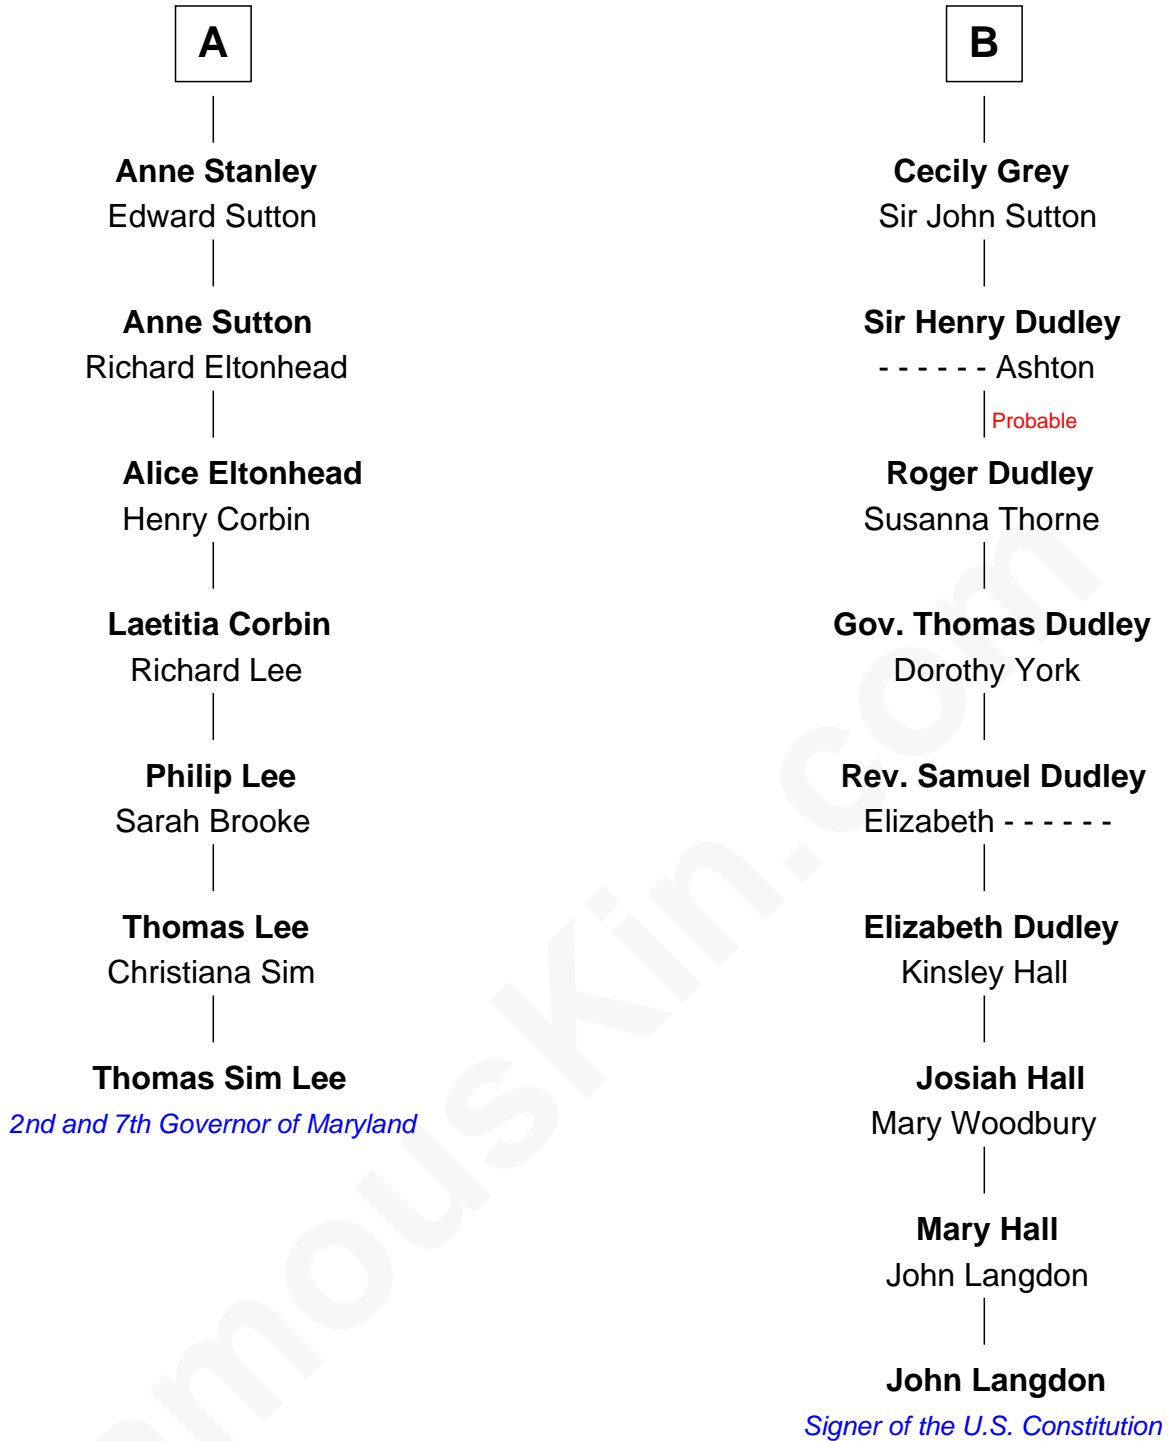 A
Anne Stanley
Edward Sutton
Anne Sutton
Richard Eltonhead
Alice Eltonhead
Henry Corbin
Laetitia Corbin
Richard Lee
Philip Lee
Sarah Brooke
Thomas Lee
Christiana Sim
Thomas Sim Lee
2nd and 7th Governor of Maryland
B
Cecily Grey
Sir John Sutton
Sir Henry Dudley
- - - - - - Ashton
Probable
Roger Dudley
Susanna Thorne
Gov. Thomas Dudley
Dorothy York
Rev. Samuel Dudley
Elizabeth - - - - - -
Elizabeth Dudley
Kinsley Hall
Josiah Hall
Mary Woodbury
Mary Hall
John Langdon
John Langdon
Signer of the U.S. Constitution
amouskin.com